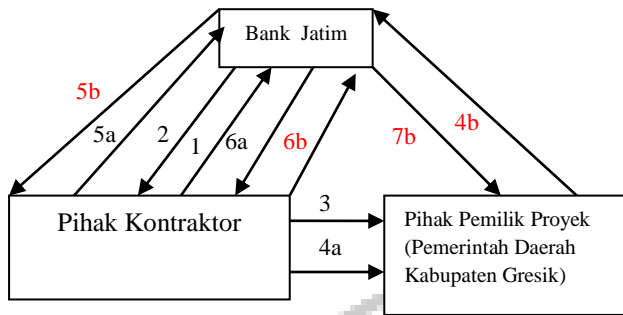 Bank Jatim
5b
5a
2
1
6a
6b
7b
4b
Pihak Kontraktor
3
4a
Pihak Pemilik Proyek
(Pemerintah Daerah
Kabupaten Gresik)